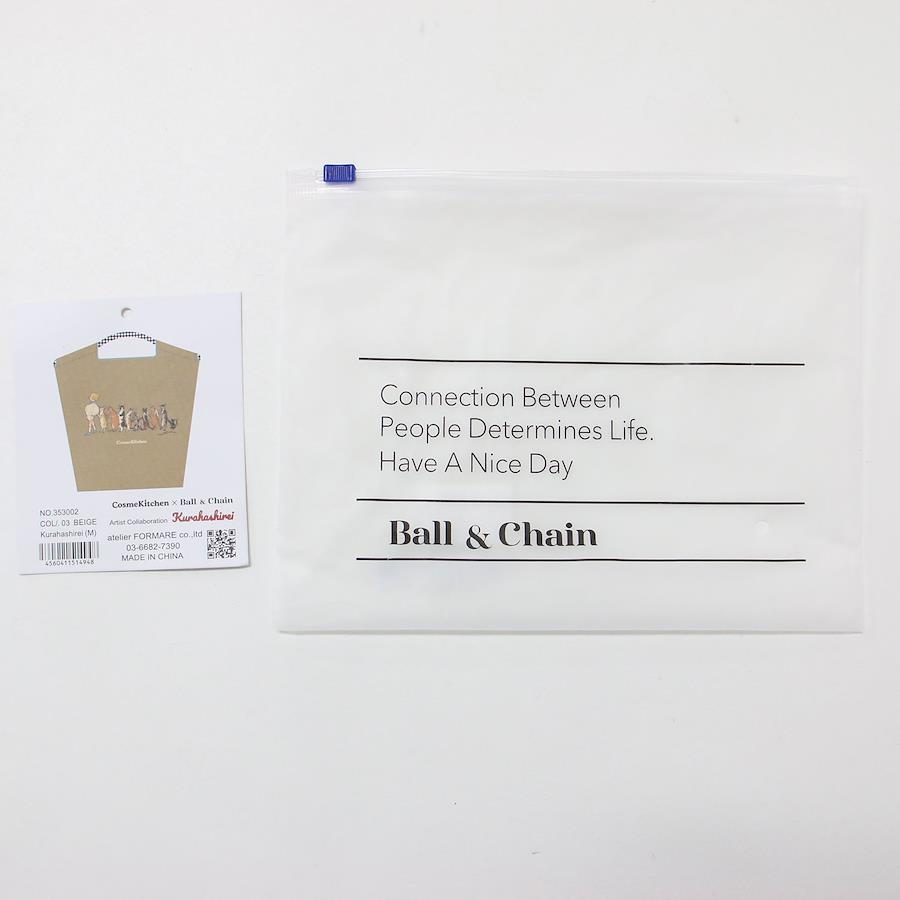 CosmeKitchen
CosmeKitchen × Ball & Chain
NO.353002
COL/. 03 BEIGE
Artist Collaboration Kurahashirei
Kurahashirei (M)
atelier FORMARE co.,ltd
03-6682-7390
MADE IN CHINA
4560411514948
Connection Between
People Determines Life.
Have A Nice Day
Ball & Chain